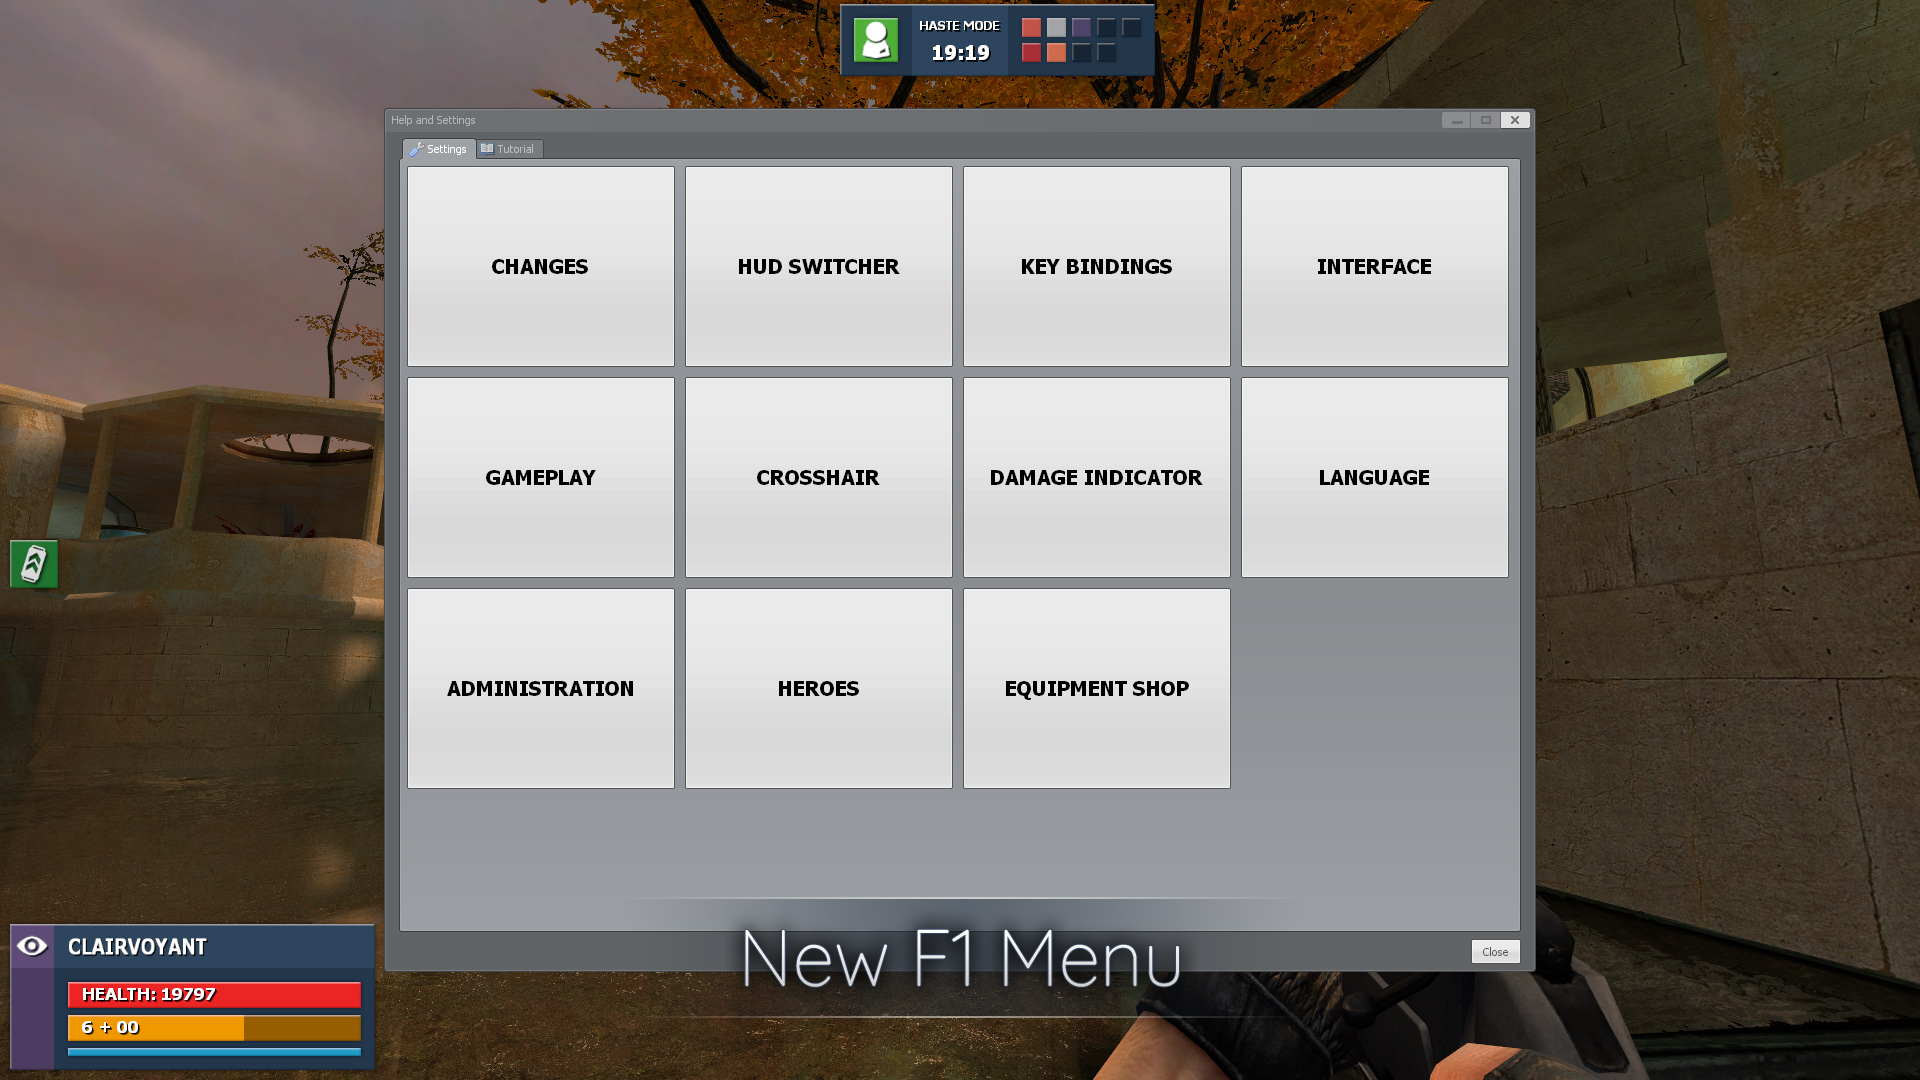 HASTE MODE
19:19
Help and Settings
Settings
Tutorial
CHANGES
HUD SWITCHER
KEY BINDINGS
INTERFACE
GAMEPLAY
CROSSHAIR
DAMAGE INDICATOR
LANGUAGE
ADMINISTRATION
HEROES
EQUIPMENT SHOP
New F1 Menu
Close
CLAIRVOYANT
HEALTH: 19797
6 + 00